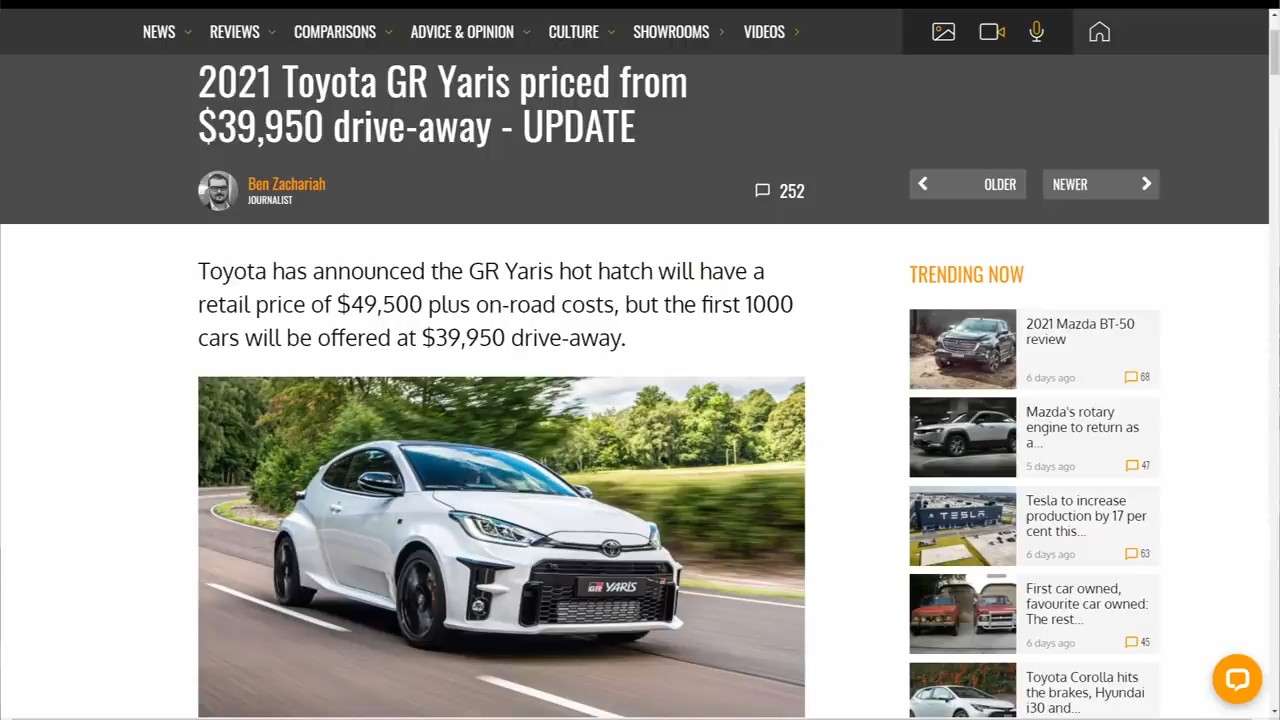 NEWS REVIEWS COMPARISONS ADVICE & OPINION CULTURE SHOWROOMS VIDEOS
2021 Toyota GR Yaris priced from
$39,950 drive-away - UPDATE
Ben Zachariah
JOURNALIST
252
OLDER
NEWER
Toyota has announced the GR Yaris hot hatch will have a
retail price of $49,500 plus on-road costs, but the first 1000
cars will be offered at $39,950 drive-away.
GR YARIS
TRENDING NOW
2021 Mazda BT-50
review
6 days ago 68
Mazda's rotary
engine to return as
a...
5 days ago 47
TESLA
Tesla to increase
production by 17 per
cent this...
6 days ago 63
First car owned,
favourite car owned:
The rest...
6 days ago 45
Toyota Corolla hits
the brakes, Hyundai
i30 and...